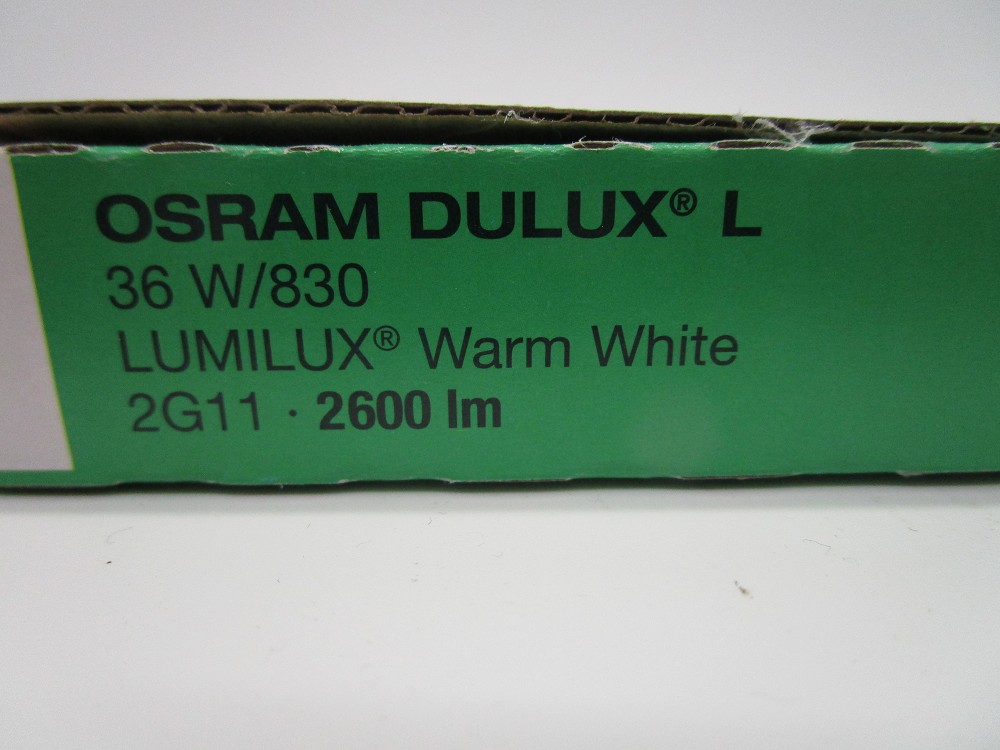 OSRAM DULUX® L
36 W/830
LUMILUX® Warm White
2G11 · 2600 lm